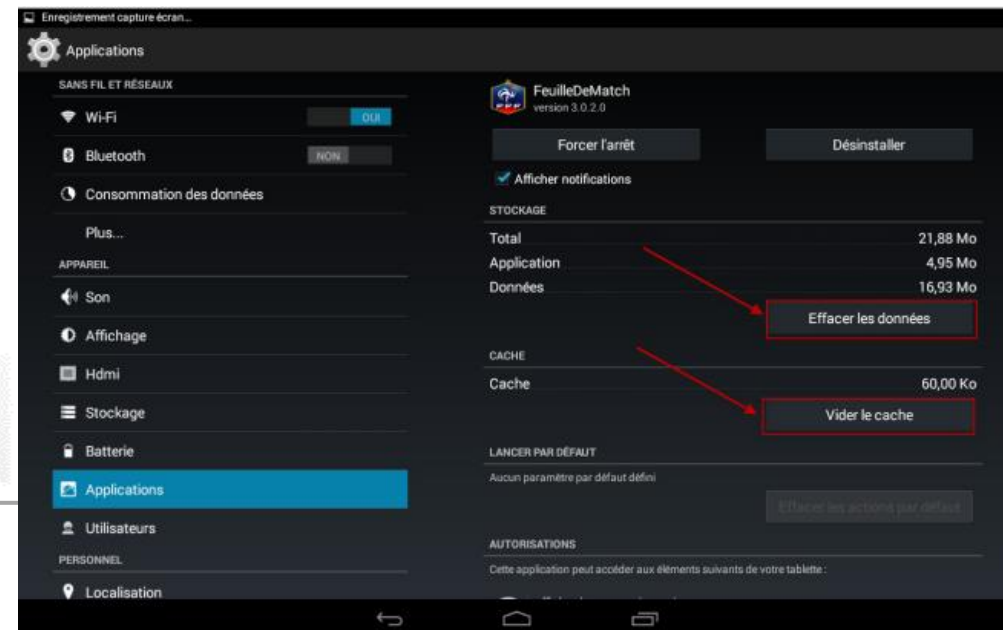 Enregistrement capture écran...
Applications
SANS FIL ET RÉSEAUX
Wi-Fi OUI
Bluetooth NON
Consommation des données
Plus...
APPAREIL
Son
Affichage
Hdmi
Stockage
Batterie
Applications
Utilisateurs
PERSONNEL
Localisation
FeuilleDeMatch
version 3.0.2.0
Forcer l'arrêt Désinstaller
Afficher notifications
STOCKAGE
Total 21,88 Mo
Application 4,95 Mo
Données 16,93 Mo
Effacer les données
CACHE
Cache 60,00 Ko
Vider le cache
LANCER PAR DÉFAUT
Aucun paramètre par défaut défini
Effacer les actions par défaut
AUTORISATIONS
Cette application peut accéder aux éléments suivants de votre tablette :